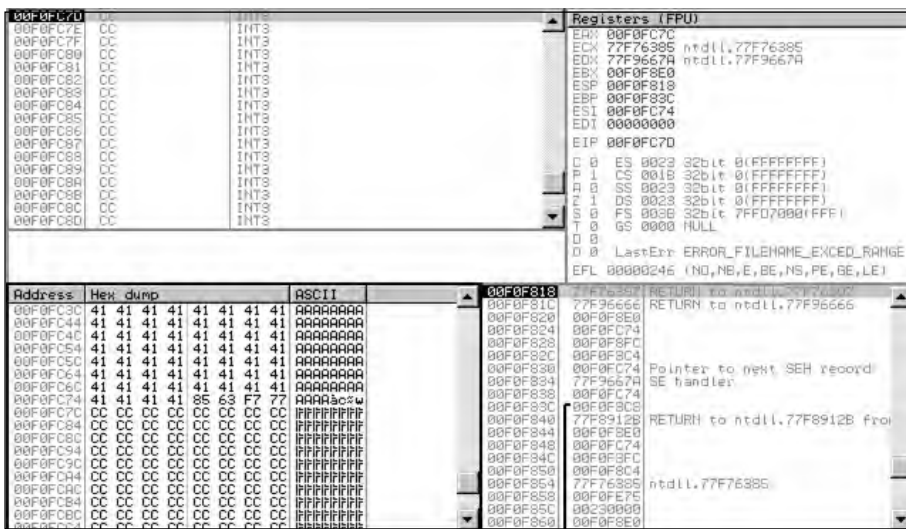 00F0FC7D CC INT3
00F0FC7E CC INT3
00F0FC7F CC INT3
00F0FC80 CC INT3
00F0FC81 CC INT3
00F0FC82 CC INT3
00F0FC83 CC INT3
00F0FC84 CC INT3
00F0FC85 CC INT3
00F0FC86 CC INT3
00F0FC87 CC INT3
00F0FC88 CC INT3
00F0FC89 CC INT3
00F0FC8A CC INT3
00F0FC8B CC INT3
00F0FC8C CC INT3
00F0FC8D CC INT3
Registers (FPU)
EAX 00F0FC7C
ECX 77F76385 ntdll.77F76385
EDX 77F9667A ntdll.77F9667A
EBX 00F0F8E0
ESP 00F0F818
EBP 00F0F83C
ESI 00F0FC74
EDI 00000000
EIP 00F0FC7D
C 0 ES 0023 32bit 0(FFFFFFFF)
P 1 CS 001B 32bit 0(FFFFFFFF)
A 0 SS 0023 32bit 0(FFFFFFFF)
Z 1 DS 0023 32bit 0(FFFFFFFF)
S 0 FS 003B 32bit 7FFD7000(FFF)
T 0 GS 0000 NULL
D 0
O 0 LastErr ERROR_FILENAME_EXCED_RANGE
EFL 00000246 (NO,NB,E,BE,NS,PE,GE,LE)
Address Hex dump ASCII
00F0FC3C 41 41 41 41 41 41 41 41 AAAAAAAA
00F0FC44 41 41 41 41 41 41 41 41 AAAAAAAA
00F0FC4C 41 41 41 41 41 41 41 41 AAAAAAAA
00F0FC54 41 41 41 41 41 41 41 41 AAAAAAAA
00F0FC5C 41 41 41 41 41 41 41 41 AAAAAAAA
00F0FC64 41 41 41 41 41 41 41 41 AAAAAAAA
00F0FC6C 41 41 41 41 41 41 41 41 AAAAAAAA
00F0FC74 41 41 41 41 85 63 F7 77 AAAAàc≈w
00F0FC7C CC CC CC CC CC CC CC CC ╠╠╠╠╠╠╠╠
00F0FC84 CC CC CC CC CC CC CC CC ╠╠╠╠╠╠╠╠
00F0FC8C CC CC CC CC CC CC CC CC ╠╠╠╠╠╠╠╠
00F0FC94 CC CC CC CC CC CC CC CC ╠╠╠╠╠╠╠╠
00F0FC9C CC CC CC CC CC CC CC CC ╠╠╠╠╠╠╠╠
00F0FCA4 CC CC CC CC CC CC CC CC ╠╠╠╠╠╠╠╠
00F0FCAC CC CC CC CC CC CC CC CC ╠╠╠╠╠╠╠╠
00F0FCB4 CC CC CC CC CC CC CC CC ╠╠╠╠╠╠╠╠
00F0FCBC CC CC CC CC CC CC CC CC ╠╠╠╠╠╠╠╠
00F0F818 RETURN to
00F0F81C 77F96666 RETURN to ntdll.77F96666
00F0F820 00F0F8E0
00F0F824 00F0FC74
00F0F828 00F0F8FC
00F0F82C 00F0F8C4
00F0F830 00F0FC74 Pointer to next SEH record
00F0F834 77F9667A SE handler
00F0F838 00F0FC74
00F0F83C 00F0F8C8
00F0F840 77F8912B RETURN to ntdll.77F8912B fro
00F0F844 00F0F8E0
00F0F848 00F0FC74
00F0F84C 00F0F8FC
00F0F850 00F0F8C4
00F0F854 77F76385 ntdll.77F76385
00F0F858 00F0FE75
00F0F85C 00230000
00F0F860 00F0F8E0